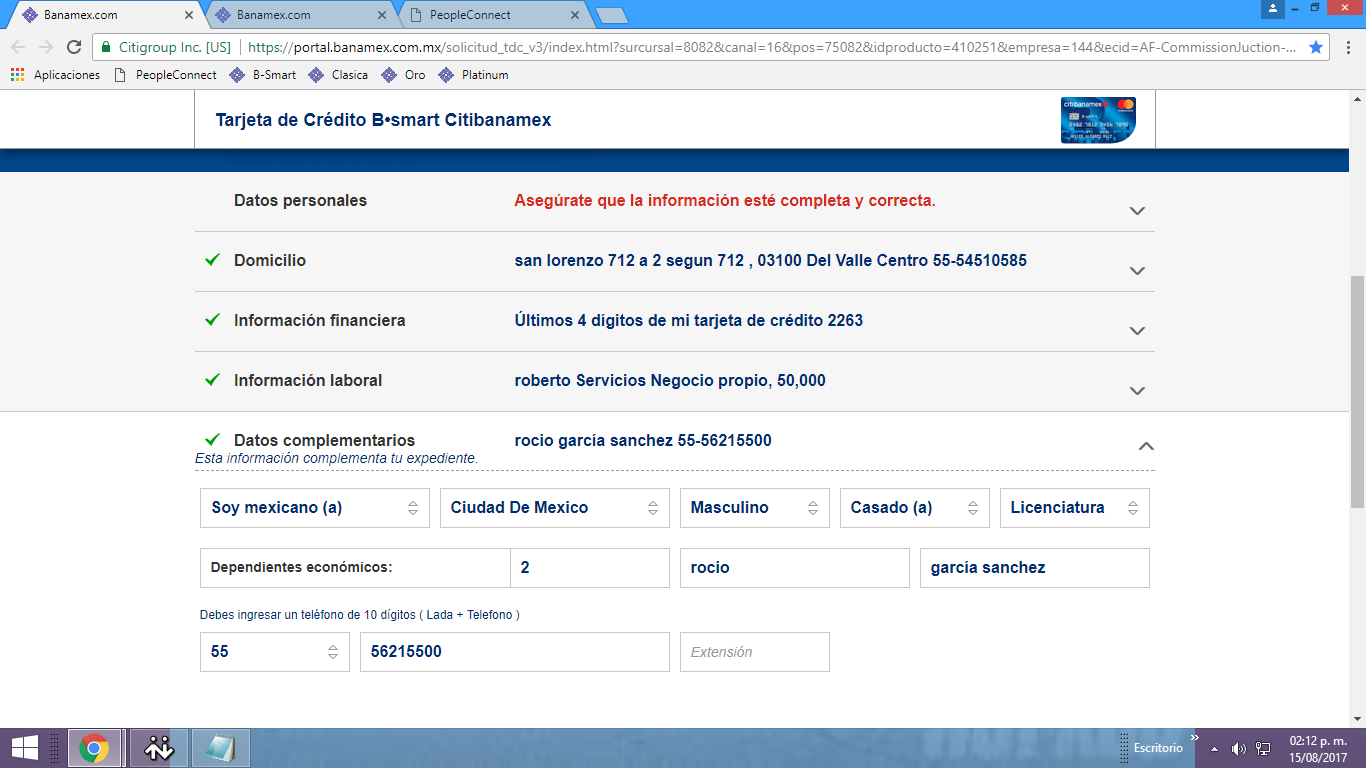 Banamex.com
Banamex.com
PeopleConnect
Citigroup Inc. [US] https://portal.banamex.com.mx/solicitud_tdc_v3/index.html?surcursal=8082&canal=16&pos=75082&idproducto=410251&empresa=144&ecid=AF-CommissionJuction-...
Aplicaciones PeopleConnect B-Smart Clasica Oro Platinum
Tarjeta de Crédito B•smart Citibanamex
citibanamex
Datos personales Asegúrate que la información esté completa y correcta.
Domicilio san lorenzo 712 a 2 segun 712 , 03100 Del Valle Centro 55-54510585
Información financiera Últimos 4 dígitos de mi tarjeta de crédito 2263
Información laboral roberto Servicios Negocio propio, 50,000
Datos complementarios rocio garcía sanchez 55-56215500
Esta información complementa tu expediente.
Soy mexicano (a) Ciudad De Mexico Masculino Casado (a) Licenciatura
Dependientes económicos: 2 rocio garcía sanchez
Debes ingresar un teléfono de 10 dígitos ( Lada + Telefono )
55 56215500 Extensión
Escritorio
02:12 p. m.
15/08/2017